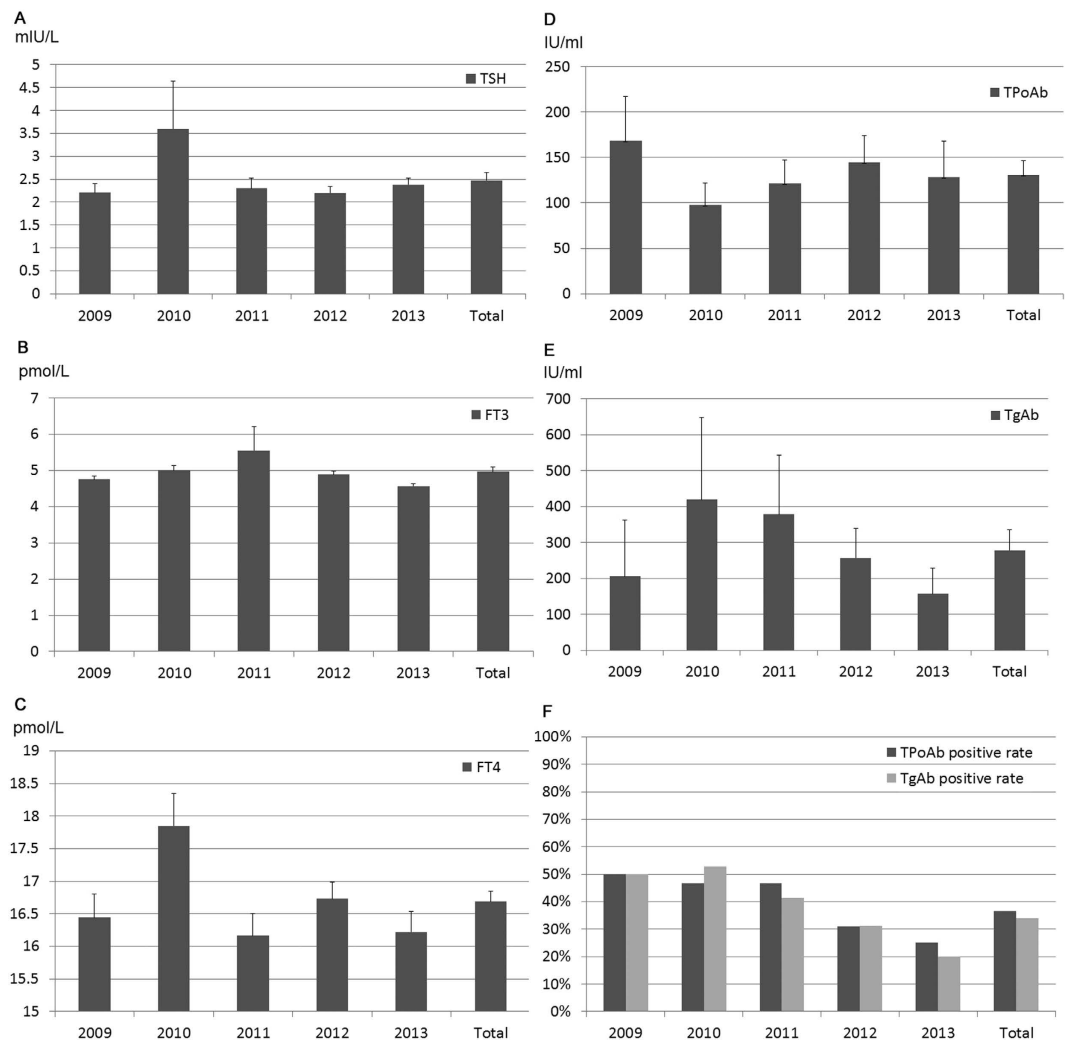 A
mIU/L
5
4.5
4
3.5
3
2.5
2
1.5
1
0.5
0
TSH
2009 2010 2011 2012 2013 Total
B
pmol/L
7
6
5
4
3
2
1
0
FT3
2009 2010 2011 2012 2013 Total
C
pmol/L
19
18.5
18
17.5
17
16.5
16
15.5
15
FT4
2009 2010 2011 2012 2013 Total
D
IU/ml
250
200
150
100
50
0
TPoAb
2009 2010 2011 2012 2013 Total
E
IU/ml
700
600
500
400
300
200
100
0
TgAb
2009 2010 2011 2012 2013 Total
F
100%
90%
80%
70%
60%
50%
40%
30%
20%
10%
0%
TPoAb positive rate
TgAb positive rate
2009 2010 2011 2012 2013 Total